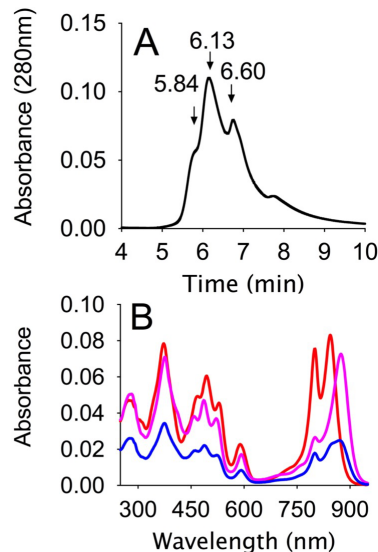 A
6.13
5.84
6.60
Absorbance (280nm)
0.15
0.10
0.05
0.00
4 5 6 7 8 9 10
Time (min)
B
Absorbance
0.10
0.08
0.06
0.04
0.02
0.00
300 450 600 750 900
Wavelength (nm)